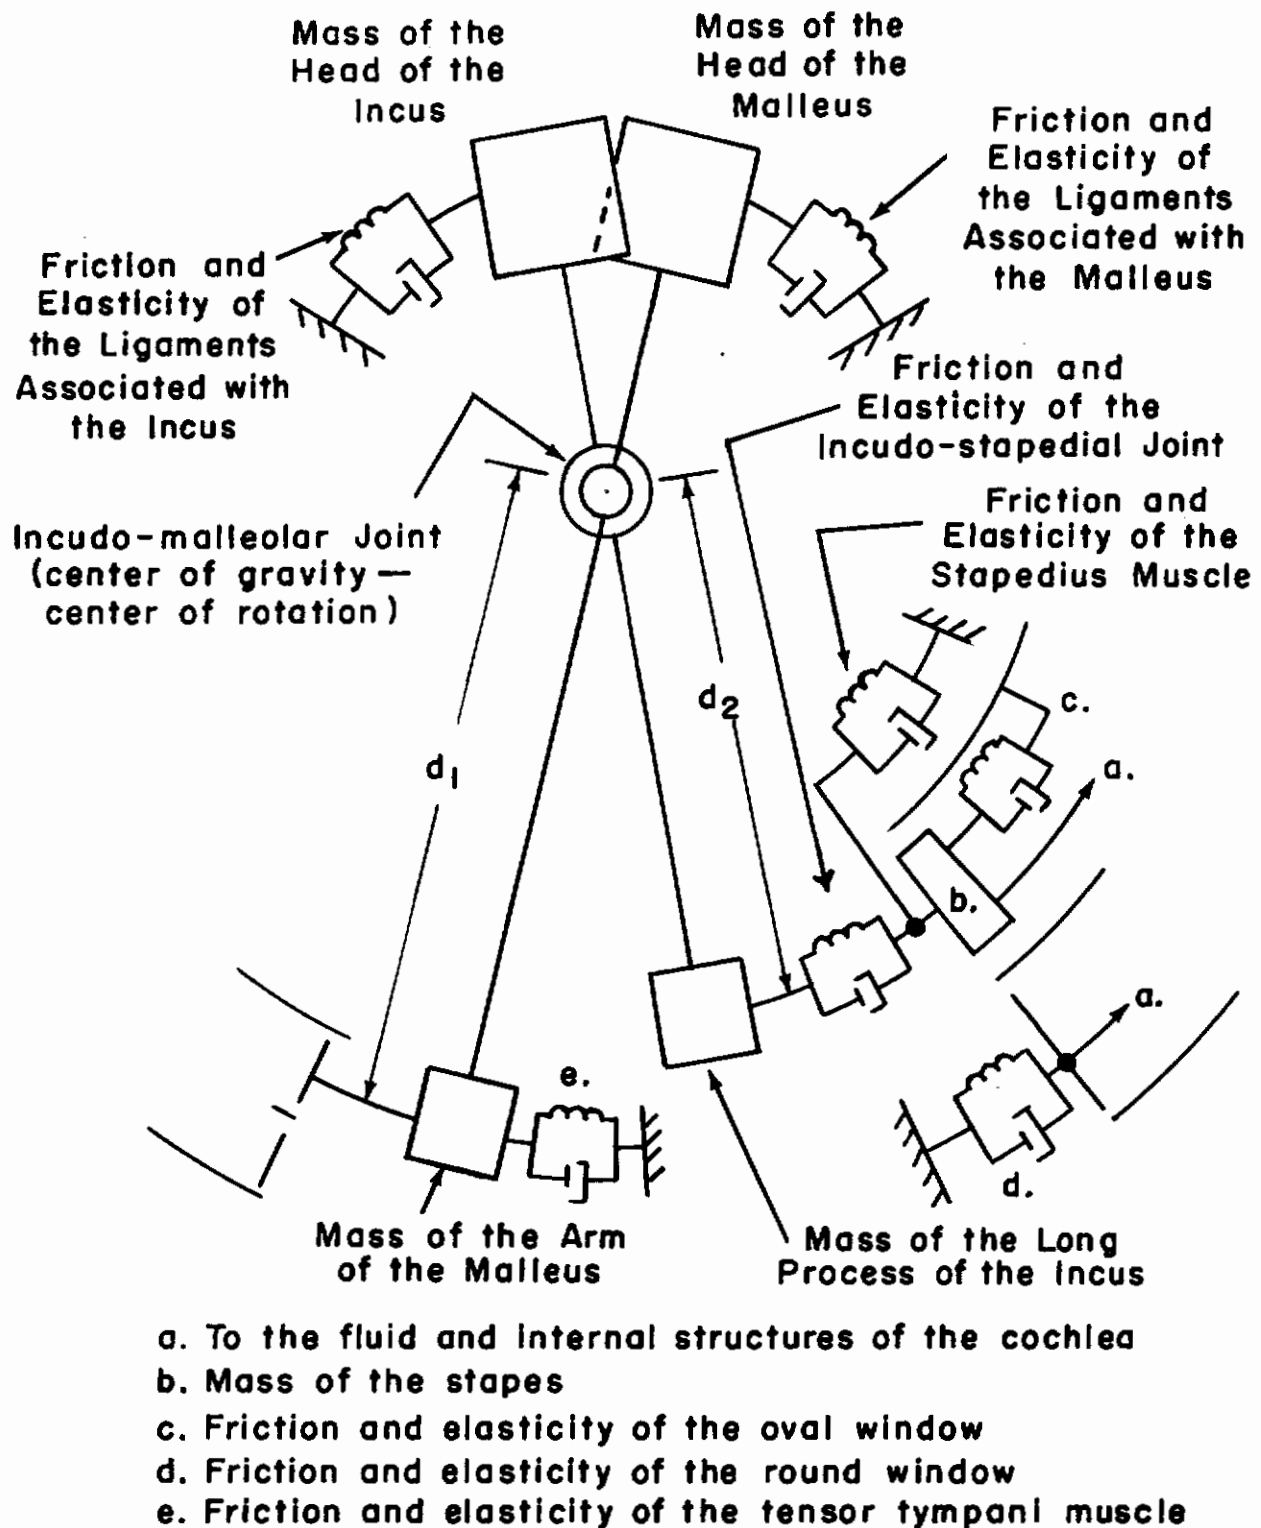 Mass of the
Head of the
Incus
Mass of the
Head of the
Malleus
Friction and
Elasticity of
the Ligaments
Associated with
the Malleus
Friction and
Elasticity of
the Ligaments
Associated with
the Incus
Friction and
Elasticity of the
Incudo-stapedial Joint
Friction and
Elasticity of the
Stapedius Muscle
Incudo-malleolar Joint
(center of gravity —
center of rotation)
d1
d2
c.
a.
b.
a.
d.
e.
Mass of the Arm
of the Malleus
Mass of the Long
Process of the Incus
a. To the fluid and internal structures of the cochlea
b. Mass of the stapes
c. Friction and elasticity of the oval window
d. Friction and elasticity of the round window
e. Friction and elasticity of the tensor tympani muscle